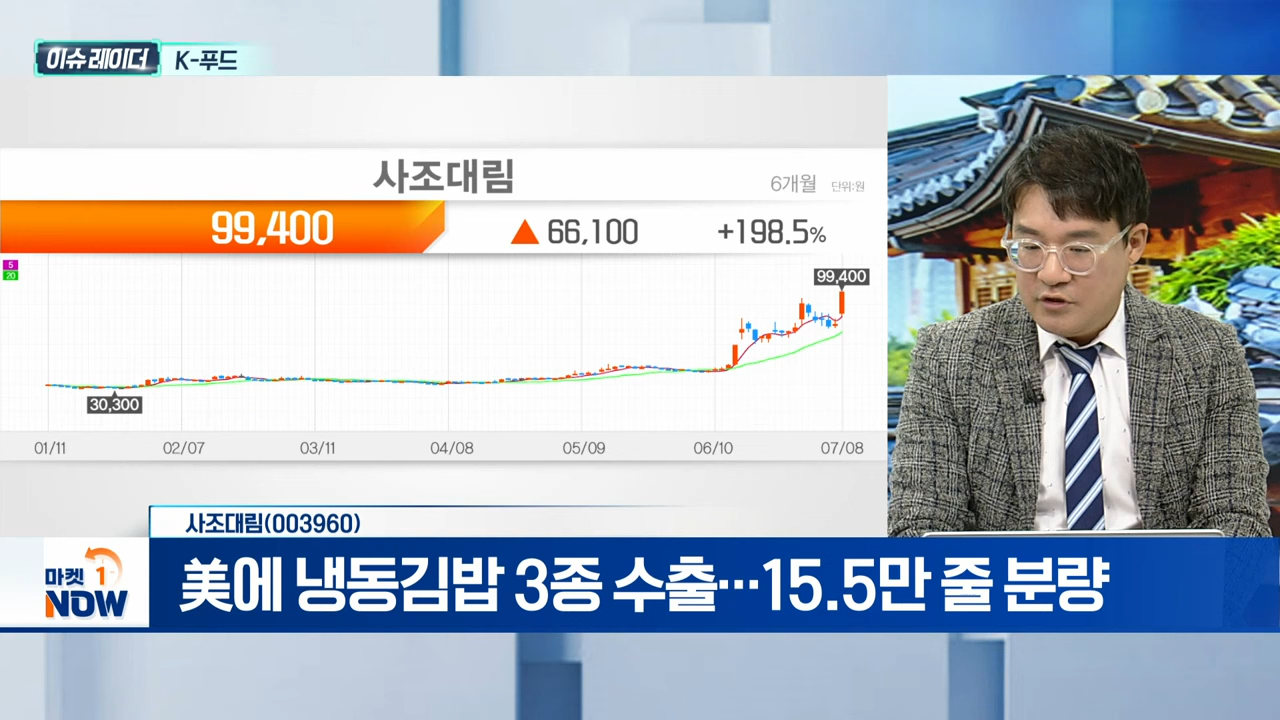 이슈 레이더 K-푸드
사조대림
6개월 단위:원
99,400 ▲ 66,100 +198.5%
5
20
99,400
30,300
01/11 02/07 03/11 04/08 05/09 06/10 07/08
사조대림(003960)
마켓 1
NOW
美에 냉동김밥 3종 수출…15.5만 줄 분량